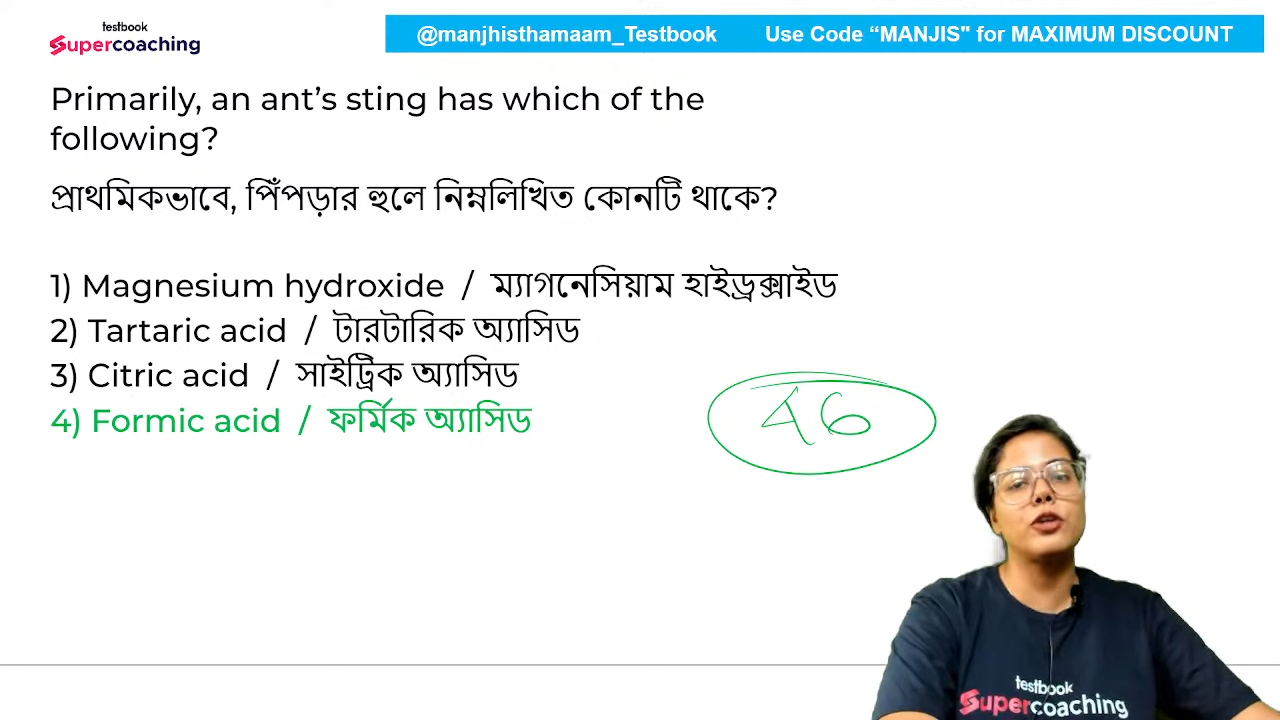 testbook
Supercoaching
@manjhisthamaam_Testbook Use Code “MANJIS" for MAXIMUM DISCOUNT
Primarily, an ant’s sting has which of the
following?
প্রাথমিকভাবে, পিঁপড়ার হুলে নিম্নলিখিত কোনটি থাকে?
1) Magnesium hydroxide / ম্যাগনেসিয়াম হাইড্রক্সাইড
2) Tartaric acid / টারটারিক অ্যাসিড
3) Citric acid / সাইট্রিক অ্যাসিড
4) Formic acid / ফর্মিক অ্যাসিড
46
testbook
Supercoaching